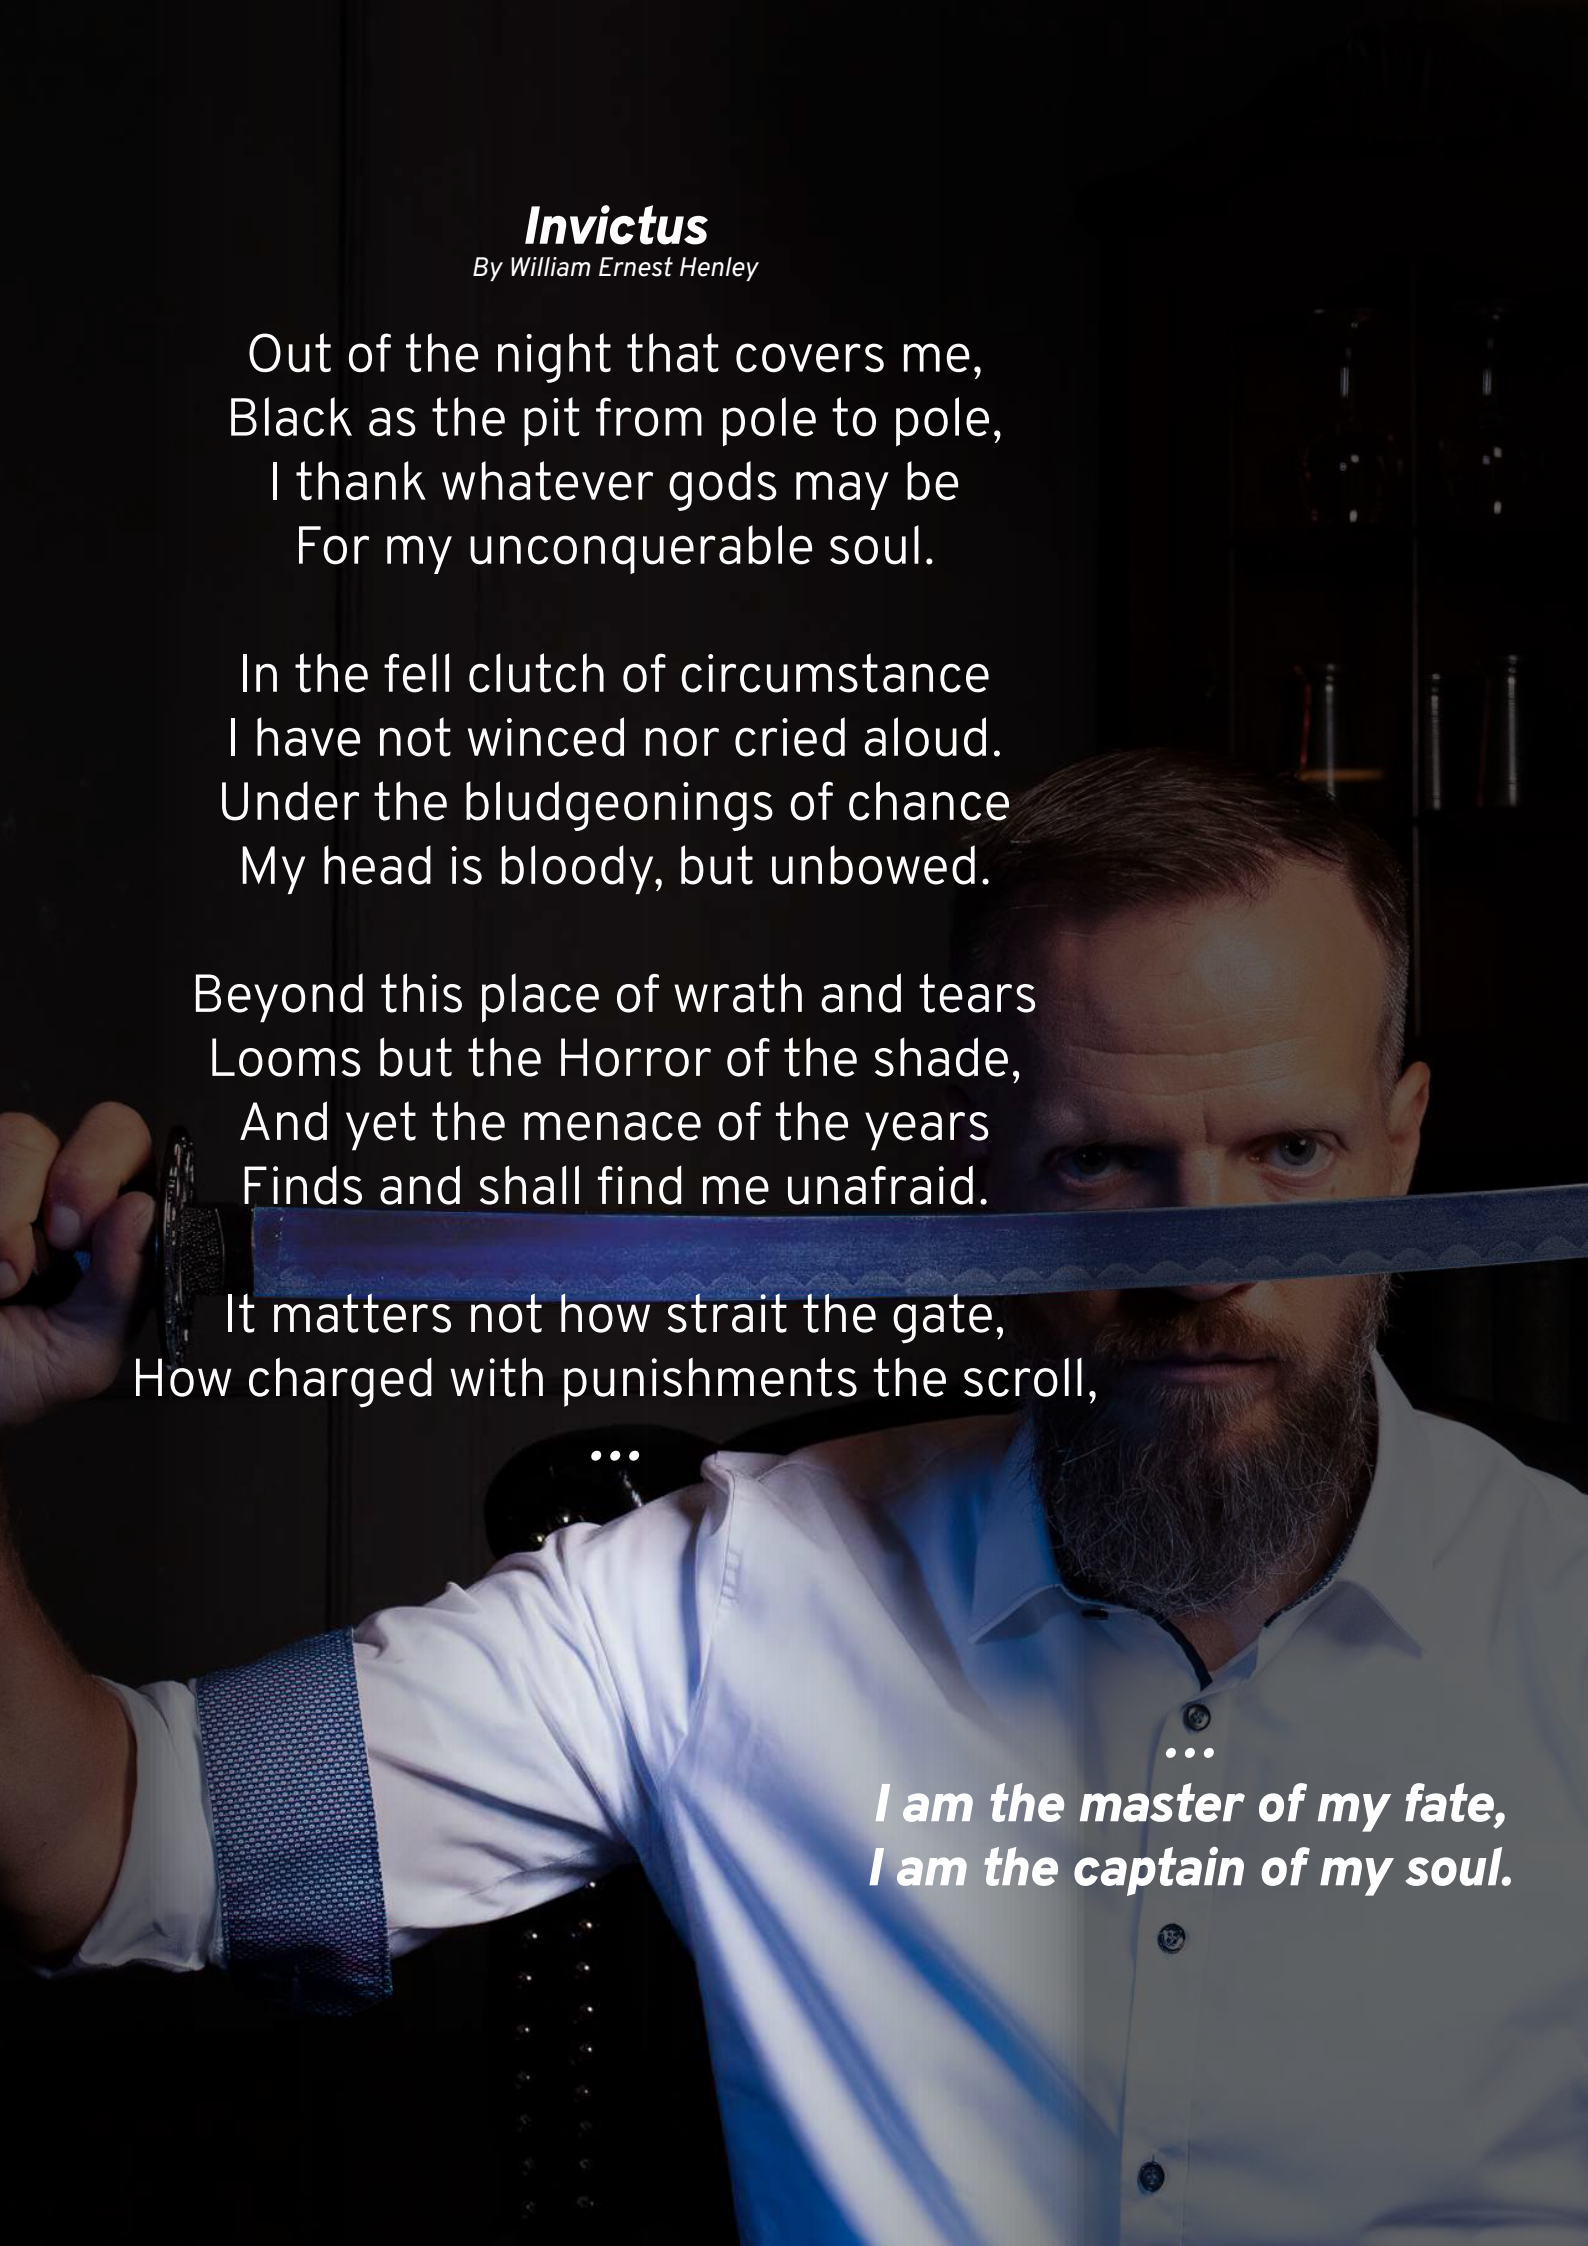 Invictus
By William Ernest Henley
Out of the night that covers me,
Black as the pit from pole to pole,
I thank whatever gods may be
For my unconquerable soul.
In the fell clutch of circumstance
I have not winced nor cried aloud.
Under the bludgeonings of chance
My head is bloody, but unbowed.
Beyond this place of wrath and tears
Looms but the Horror of the shade,
And yet the menace of the years
Finds and shall find me unafraid.
It matters not how strait the gate,
How charged with punishments the scroll,
...
...
I am the master of my fate,
I am the captain of my soul.